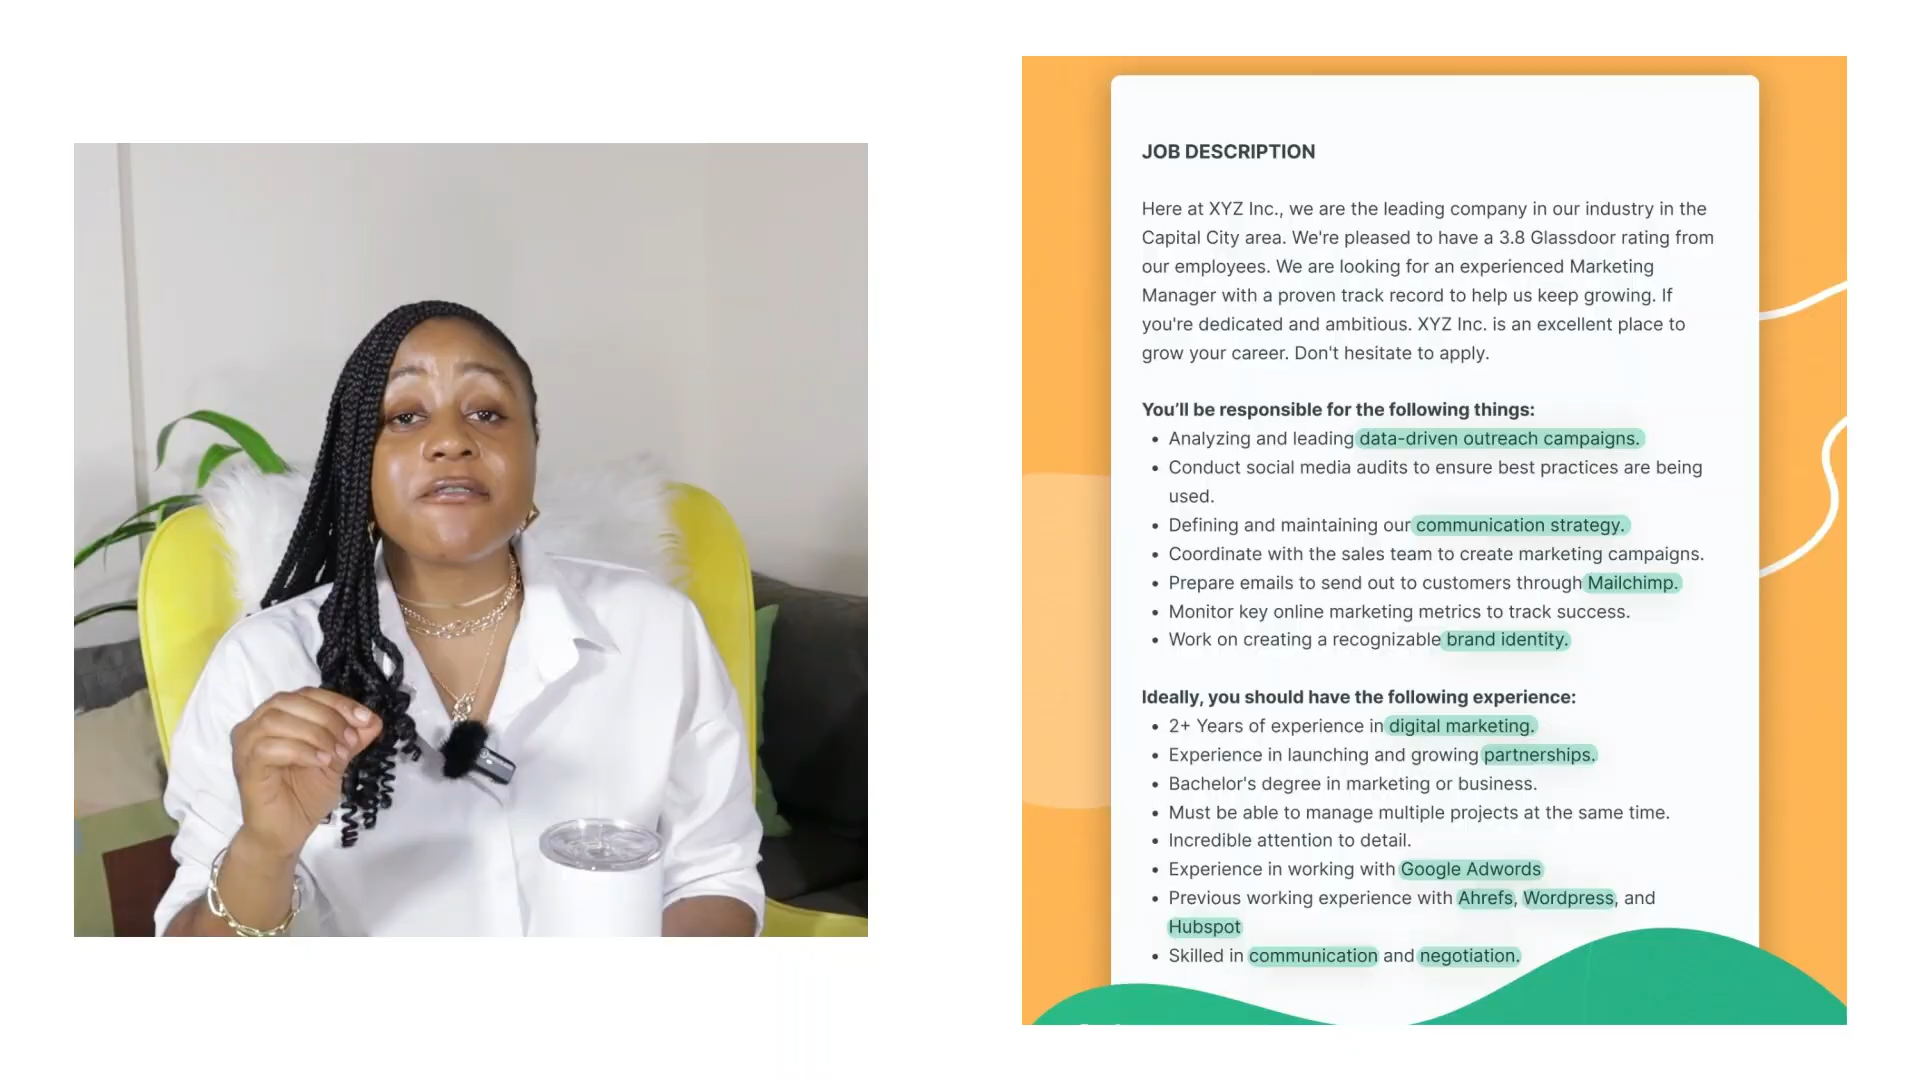 JOB DESCRIPTION
Here at XYZ Inc., we are the leading company in our industry in the
Capital City area. We're pleased to have a 3.8 Glassdoor rating from
our employees. We are looking for an experienced Marketing
Manager with a proven track record to help us keep growing. If
you're dedicated and ambitious. XYZ Inc. is an excellent place to
grow your career. Don't hesitate to apply.
You’ll be responsible for the following things:
• Analyzing and leading data-driven outreach campaigns.
• Conduct social media audits to ensure best practices are being
used.
• Defining and maintaining our communication strategy.
• Coordinate with the sales team to create marketing campaigns.
• Prepare emails to send out to customers through Mailchimp.
• Monitor key online marketing metrics to track success.
• Work on creating a recognizable brand identity.
Ideally, you should have the following experience:
• 2+ Years of experience in digital marketing.
• Experience in launching and growing partnerships.
• Bachelor's degree in marketing or business.
• Must be able to manage multiple projects at the same time.
• Incredible attention to detail.
• Experience in working with Google Adwords
• Previous working experience with Ahrefs, Wordpress, and
Hubspot
• Skilled in communication and negotiation.